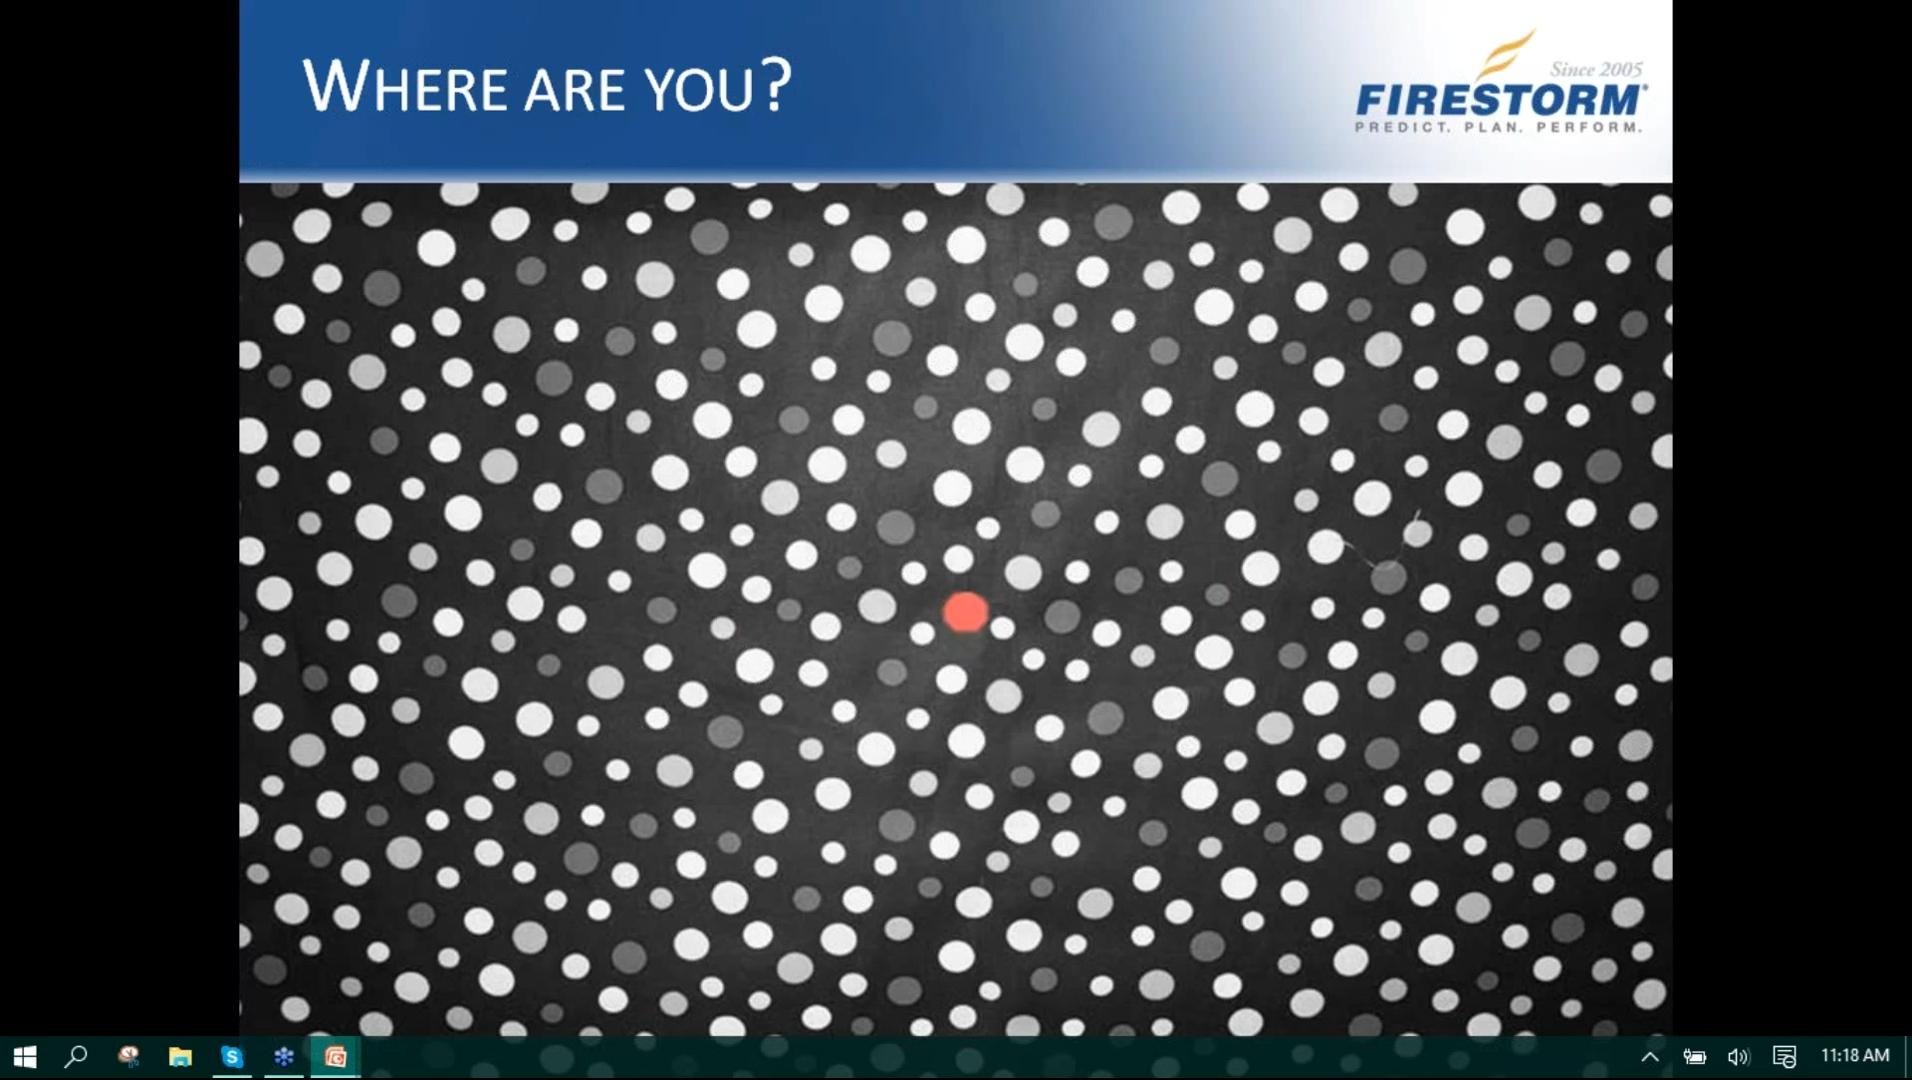 WHERE ARE YOU?
Since 2005
FIRESTORM®
PREDICT. PLAN. PERFORM.
11:18 AM